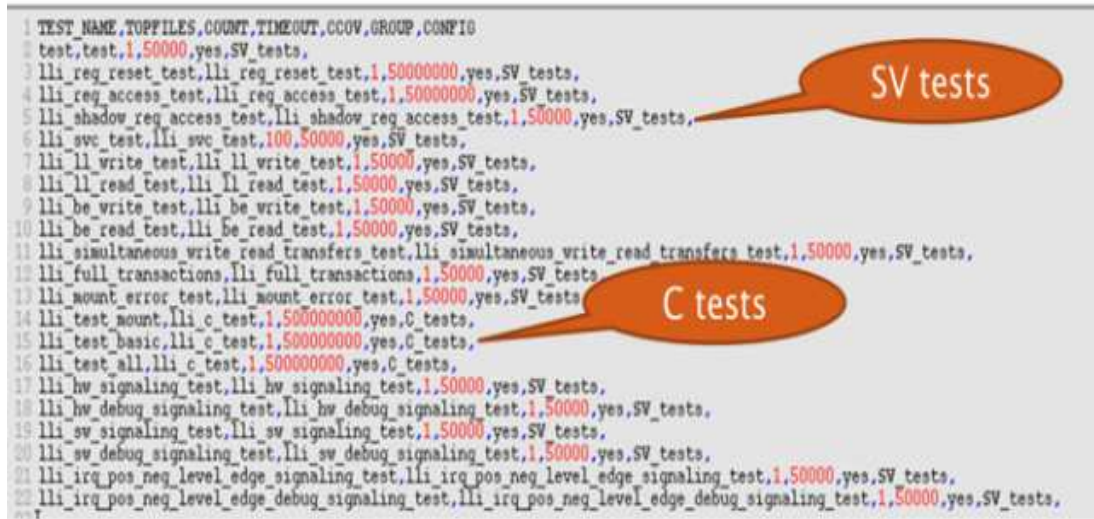 1 TEST_NAME,TOPFILES,COUNT,TIMEOUT,CCOV,GROUP,CONFIG
2 test,test,1,50000,yes,SV_tests,
3 lli_reg_reset_test,lli_reg_reset_test,1,50000000,yes,SV_tests,
4 lli_reg_access_test,lli_reg_access_test,1,50000000,yes,SV_tests,
5 lli_shadow_reg_access_test,lli_shadow_reg_access_test,1,50000,yes,SV_tests,
SV tests
6 lli_svc_test,lli_svc_test,100,50000,yes,SV_tests,
7 lli_ll_write_test,lli_ll_write_test,1,50000,yes,SV_tests,
8 lli_ll_read_test,lli_ll_read_test,1,50000,yes,SV_tests,
9 lli_be_write_test,lli_be_write_test,1,50000,yes,SV_tests,
10 lli_be_read_test,lli_be_read_test,1,50000,yes,SV_tests,
11 lli_simultaneous_write_read_transfers_test,lli_simultaneous_write_read_transfers_test,1,50000,yes,SV_tests,
12 lli_full_transactions,lli_full_transactions,1,50000,yes,SV_tests
13 lli_mount_error_test,lli_mount_error_test,1,50000,yes,SV_tests
C tests
14 lli_test_mount,lli_c_test,1,500000000,yes,C_tests,
15 lli_test_basic,lli_c_test,1,500000000,yes,C_tests,
16 lli_test_all,lli_c_test,1,500000000,yes,C_tests,
17 lli_hw_signaling_test,lli_hw_signaling_test,1,50000,yes,SV_tests,
18 lli_hw_debug_signaling_test,lli_hw_debug_signaling_test,1,50000,yes,SV_tests,
19 lli_sw_signaling_test,lli_sw_signaling_test,1,50000,yes,SV_tests,
20 lli_sw_debug_signaling_test,lli_sw_debug_signaling_test,1,50000,yes,SV_tests,
21 lli_irq_pos_neg_level_edge_signaling_test,lli_irq_pos_neg_level_edge_signaling_test,1,50000,yes,SV_tests,
22 lli_irq_pos_neg_level_edge_debug_signaling_test,lli_irq_pos_neg_level_edge_debug_signaling_test,1,50000,yes,SV_tests,